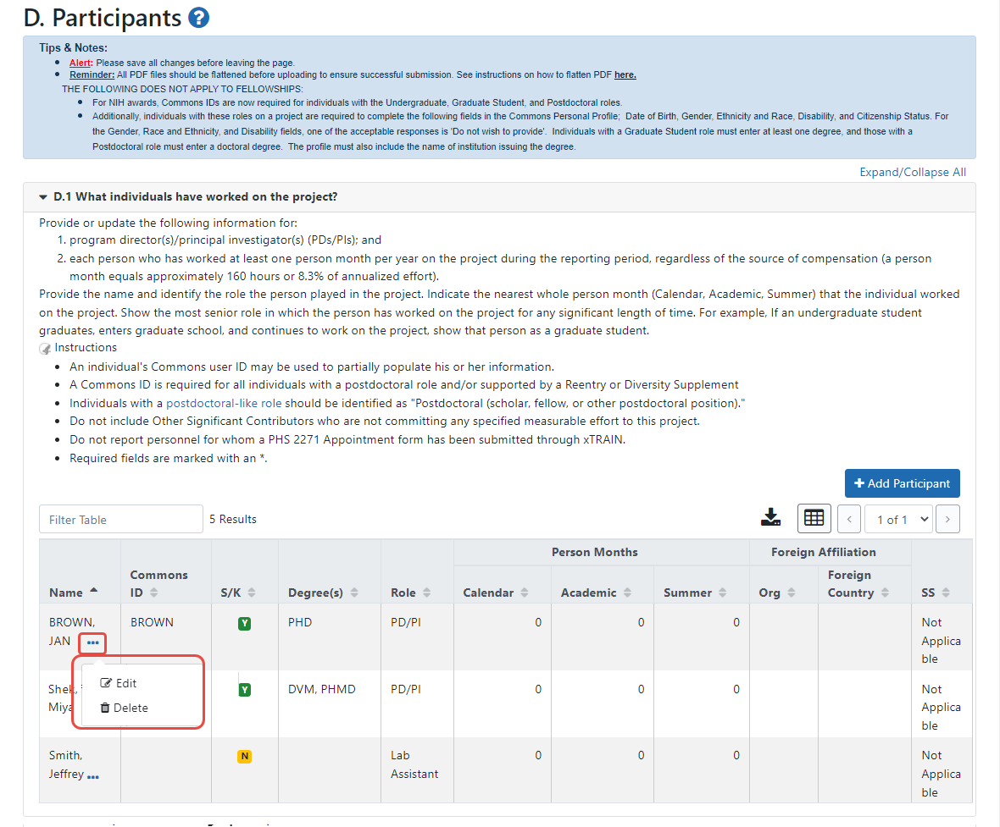 D. Participants ?
Tips & Notes:
Alert: Please save all changes before leaving the page.
Reminder: All PDF files should be flattened before uploading to ensure successful submission. See instructions on how to flatten PDF here.
THE FOLLOWING DOES NOT APPLY TO FELLOWSHIPS:
For NIH awards, Commons IDs are now required for individuals with the Undergraduate, Graduate Student, and Postdoctoral roles.
Additionally, individuals with these roles on a project are required to complete the following fields in the Commons Personal Profile; Date of Birth, Gender, Ethnicity and Race, Disability, and Citizenship Status. For
the Gender, Race and Ethnicity, and Disability fields, one of the acceptable responses is 'Do not wish to provide'. Individuals with a Graduate Student role must enter at least one degree, and those with a
Postdoctoral role must enter a doctoral degree. The profile must also include the name of institution issuing the degree.
Expand/Collapse All
D.1 What individuals have worked on the project?
Provide or update the following information for:
1. program director(s)/principal investigator(s) (PDs/PIs); and
2. each person who has worked at least one person month per year on the project during the reporting period, regardless of the source of compensation (a person
month equals approximately 160 hours or 8.3% of annualized effort).
Provide the name and identify the role the person played in the project. Indicate the nearest whole person month (Calendar, Academic, Summer) that the individual worked
on the project. Show the most senior role in which the person has worked on the project for any significant length of time. For example, If an undergraduate student
graduates, enters graduate school, and continues to work on the project, show that person as a graduate student.
Instructions
An individual's Commons user ID may be used to partially populate his or her information.
A Commons ID is required for all individuals with a postdoctoral role and/or supported by a Reentry or Diversity Supplement
Individuals with a postdoctoral-like role should be identified as "Postdoctoral (scholar, fellow, or other postdoctoral position)."
Do not include Other Significant Contributors who are not committing any specified measurable effort to this project.
Do not report personnel for whom a PHS 2271 Appointment form has been submitted through xTRAIN.
Required fields are marked with an *.
+ Add Participant
Filter Table 5 Results 1 of 1
Person Months Foreign Affiliation
Commons Foreign
Name ID S/K Degree(s) Role Calendar Academic Summer Org Country SS
BROWN, BROWN Y PHD PD/PI 0 0 0 Not
JAN ... Applica
ble
Edit
Delete
Y DVM, PHMD PD/PI 0 0 0 Not
Miya Applica
ble
Smith, N Lab 0 0 0 Not
Jeffrey ... Assistant Applica
ble